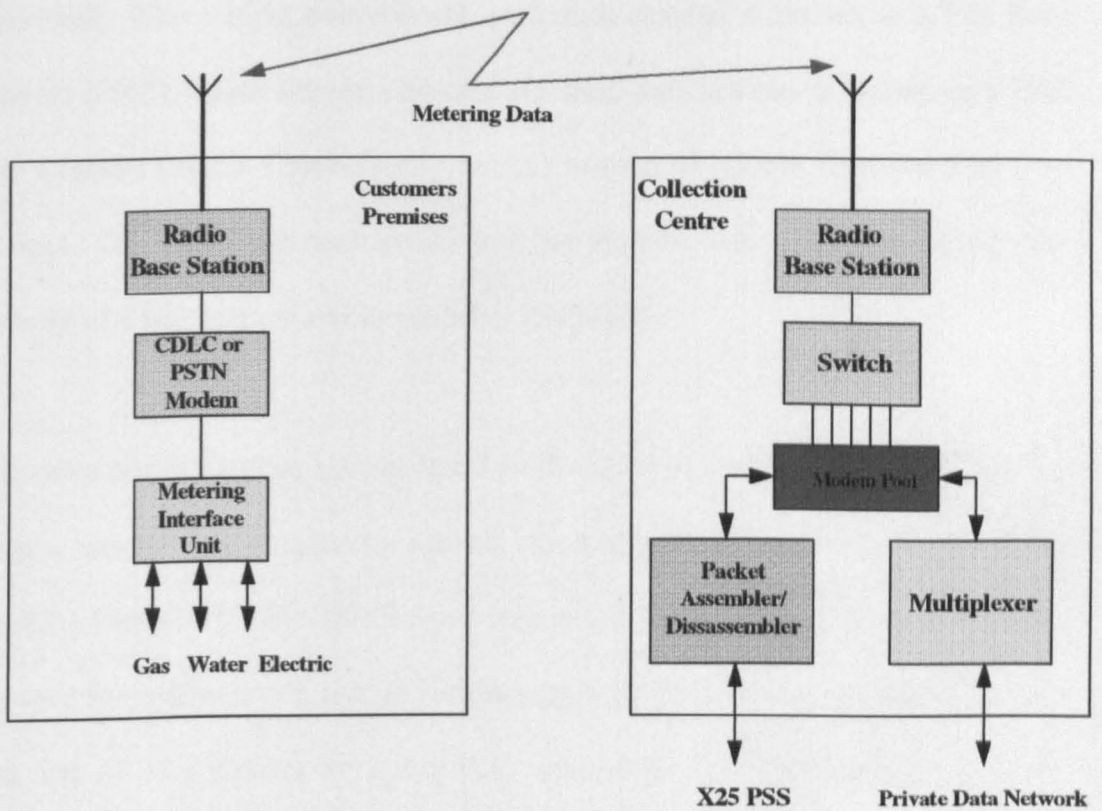 Metering Data
Customers
Premises
Radio
Base Station
CDLC or
PSTN
Modem
Metering
Interface
Unit
Gas Water Electric
Collection
Centre
Radio
Base Station
Switch
Modem Pool
Packet
Assembler/
Dissassembler
Multiplexer
X25 PSS
Private Data Network